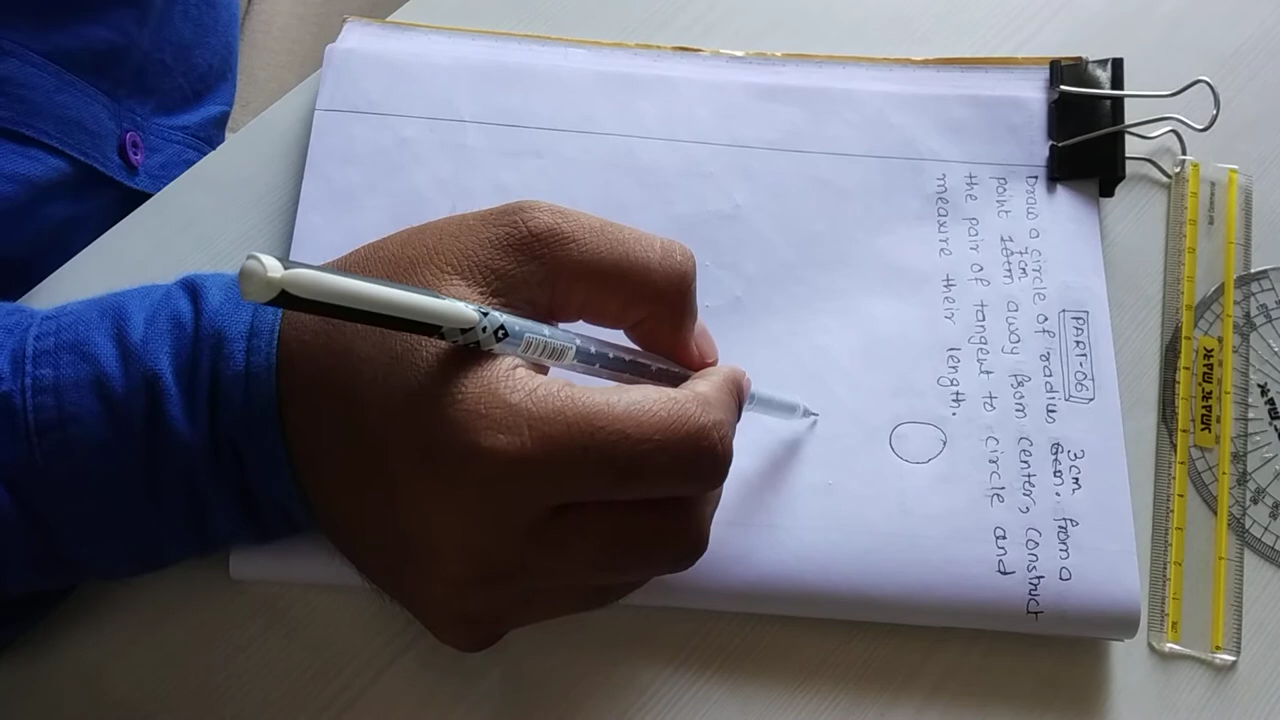 PART-06
3cm
Draw a circle of radius 6cm. from a
7cm
point 10cm away from center, construct
the pair of tangent to circle and
measure their length.